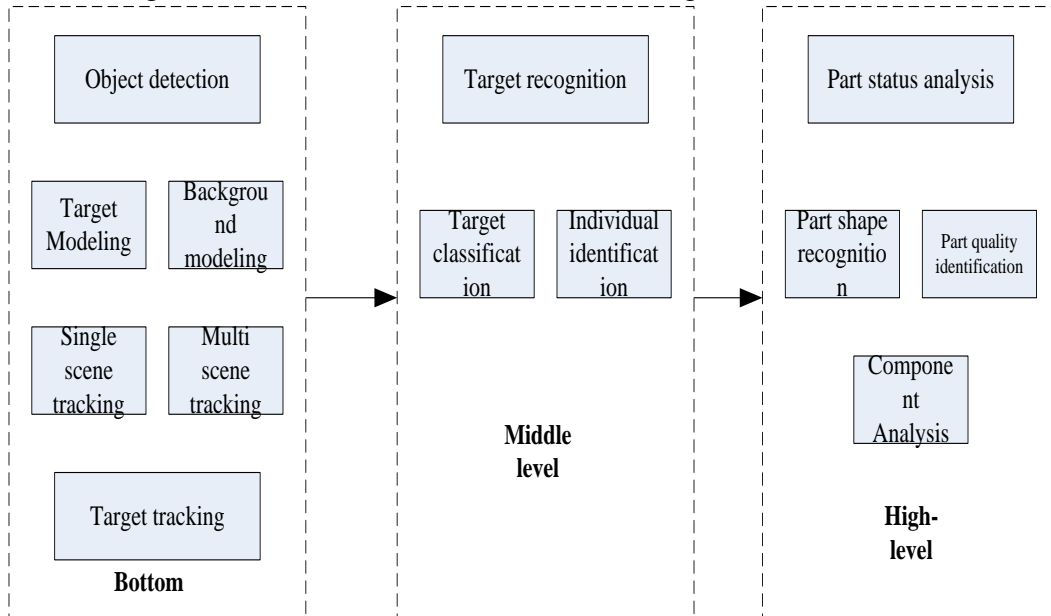 Object detection
Target
Modeling
Backgrou
nd
modeling
Single
scene
tracking
Multi
scene
tracking
Target tracking
Bottom
Target recognition
Target
classificat
ion
Individual
identificat
ion
Middle
level
Part status analysis
Part shape
recognitio
n
Part quality
identification
Compone
nt
Analysis
High-
level